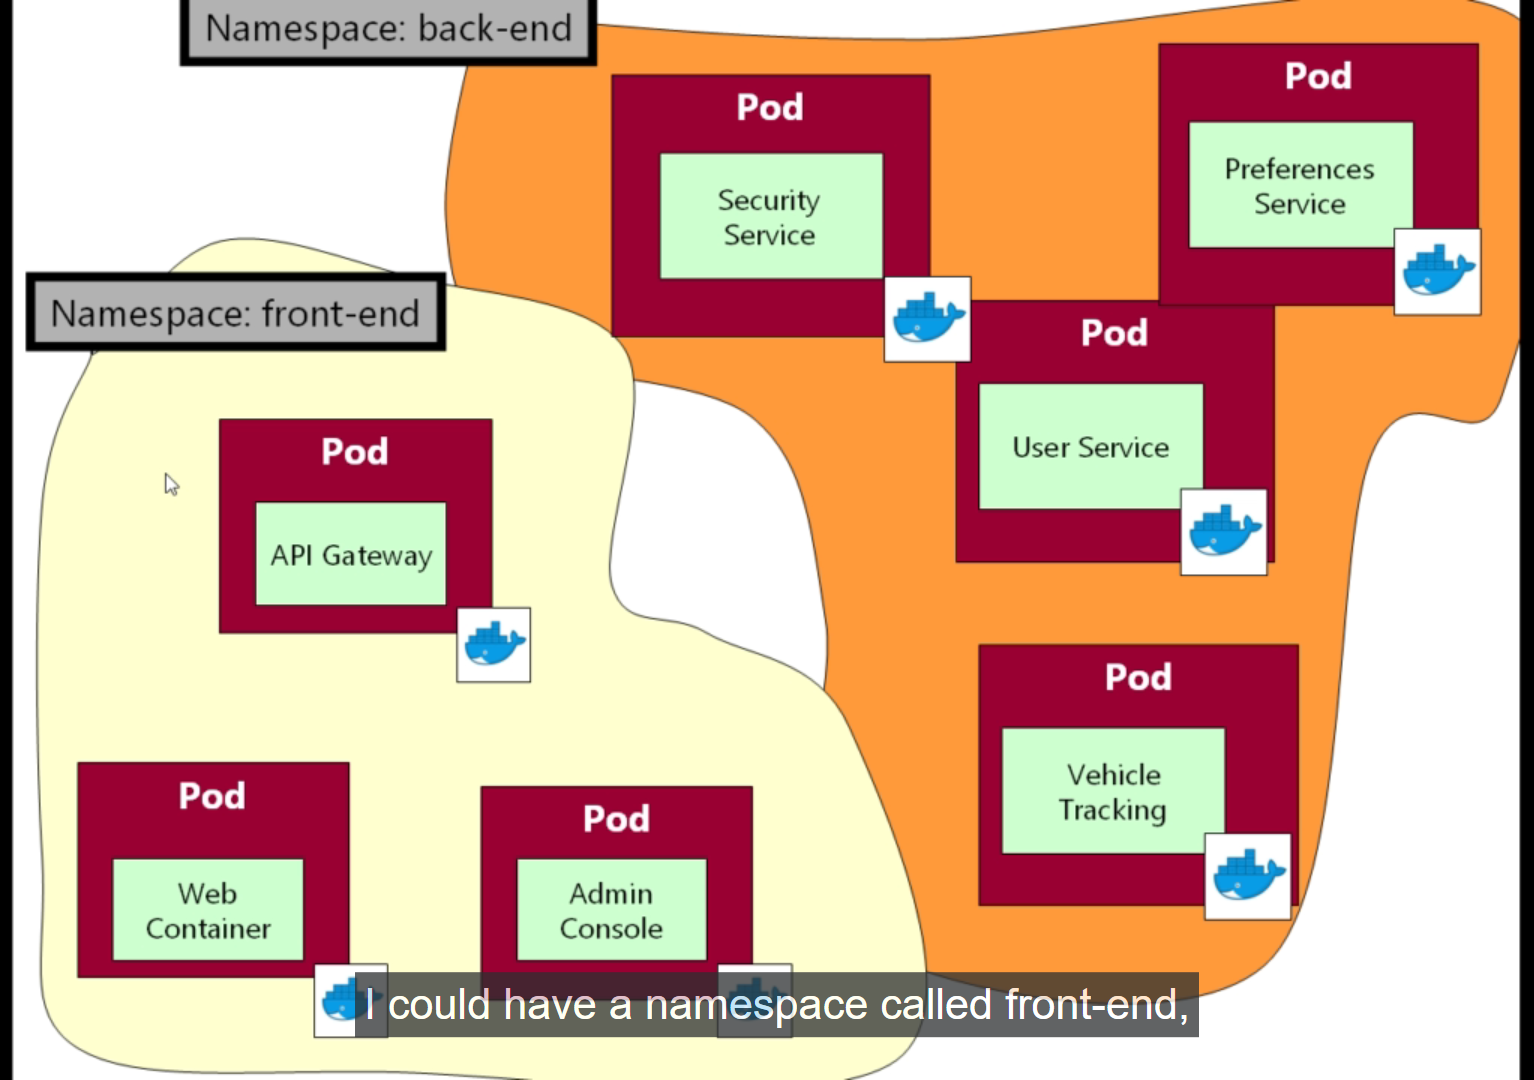 Namespace: back-end
Pod
Security
Service
Pod
Preferences
Service
Pod
User Service
Pod
Vehicle
Tracking
Namespace: front-end
Pod
API Gateway
Pod
Web
Container
Pod
Admin
Console
I could have a namespace called front-end,